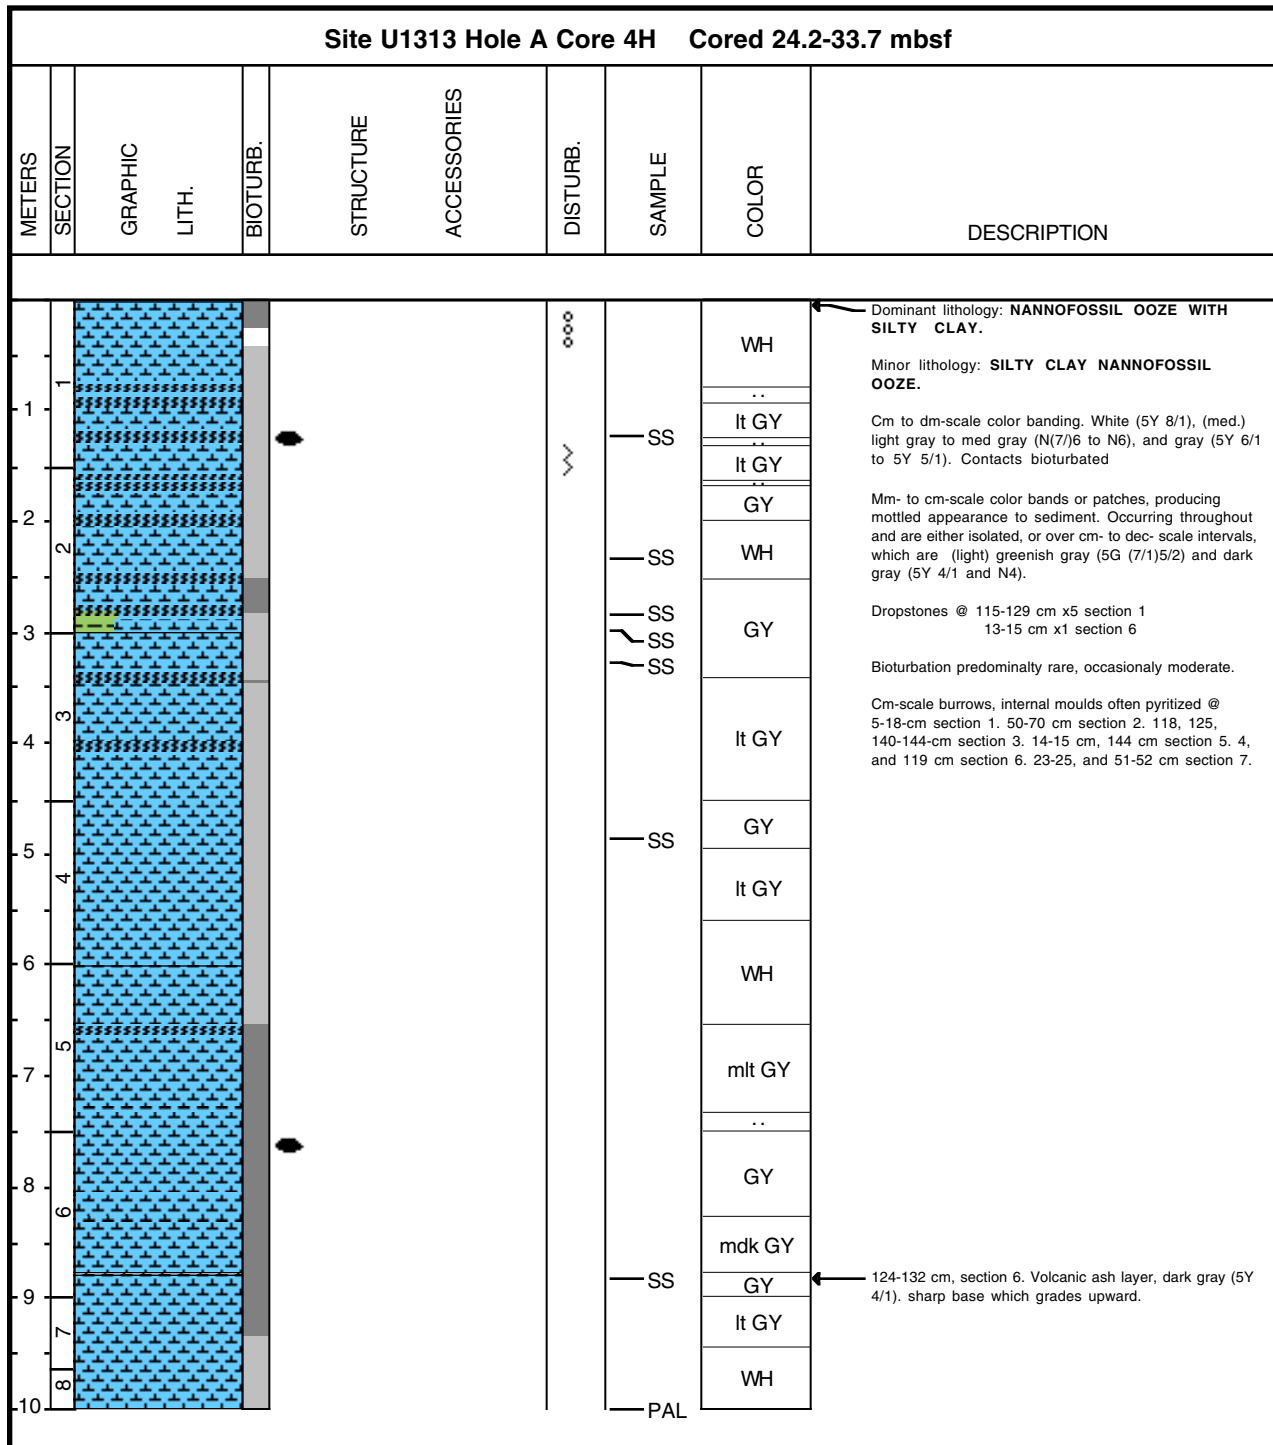 Site U1313 Hole A Core 4H Cored 24.2-33.7 mbsf
METERS
SECTION
GRAPHIC
LITH.
BIOTURB.
STRUCTURE
ACCESSORIES
DISTURB.
SAMPLE
COLOR
DESCRIPTION
1
2
3
4
5
6
7
8
9
10
1
2
3
4
5
6
7
8
SS
SS
SS
SS
SS
SS
SS
PAL
WH
..
lt GY
..
lt GY
..
GY
WH
GY
lt GY
GY
lt GY
WH
mlt GY
..
GY
mdk GY
GY
lt GY
WH
Dominant lithology: NANNOFOSSIL OOZE WITH
SILTY CLAY.
Minor lithology: SILTY CLAY NANNOFOSSIL
OOZE.
Cm to dm-scale color banding. White (5Y 8/1), (med.)
light gray to med gray (N(7/)6 to N6), and gray (5Y 6/1
to 5Y 5/1). Contacts bioturbated
Mm- to cm-scale color bands or patches, producing
mottled appearance to sediment. Occurring throughout
and are either isolated, or over cm- to dec- scale intervals,
which are (light) greenish gray (5G (7/1)5/2) and dark
gray (5Y 4/1 and N4).
Dropstones @ 115-129 cm x5 section 1
13-15 cm x1 section 6
Bioturbation predominalty rare, occasionaly moderate.
Cm-scale burrows, internal moulds often pyritized @
5-18-cm section 1. 50-70 cm section 2. 118, 125,
140-144-cm section 3. 14-15 cm, 144 cm section 5. 4,
and 119 cm section 6. 23-25, and 51-52 cm section 7.
124-132 cm, section 6. Volcanic ash layer, dark gray (5Y
4/1). sharp base which grades upward.